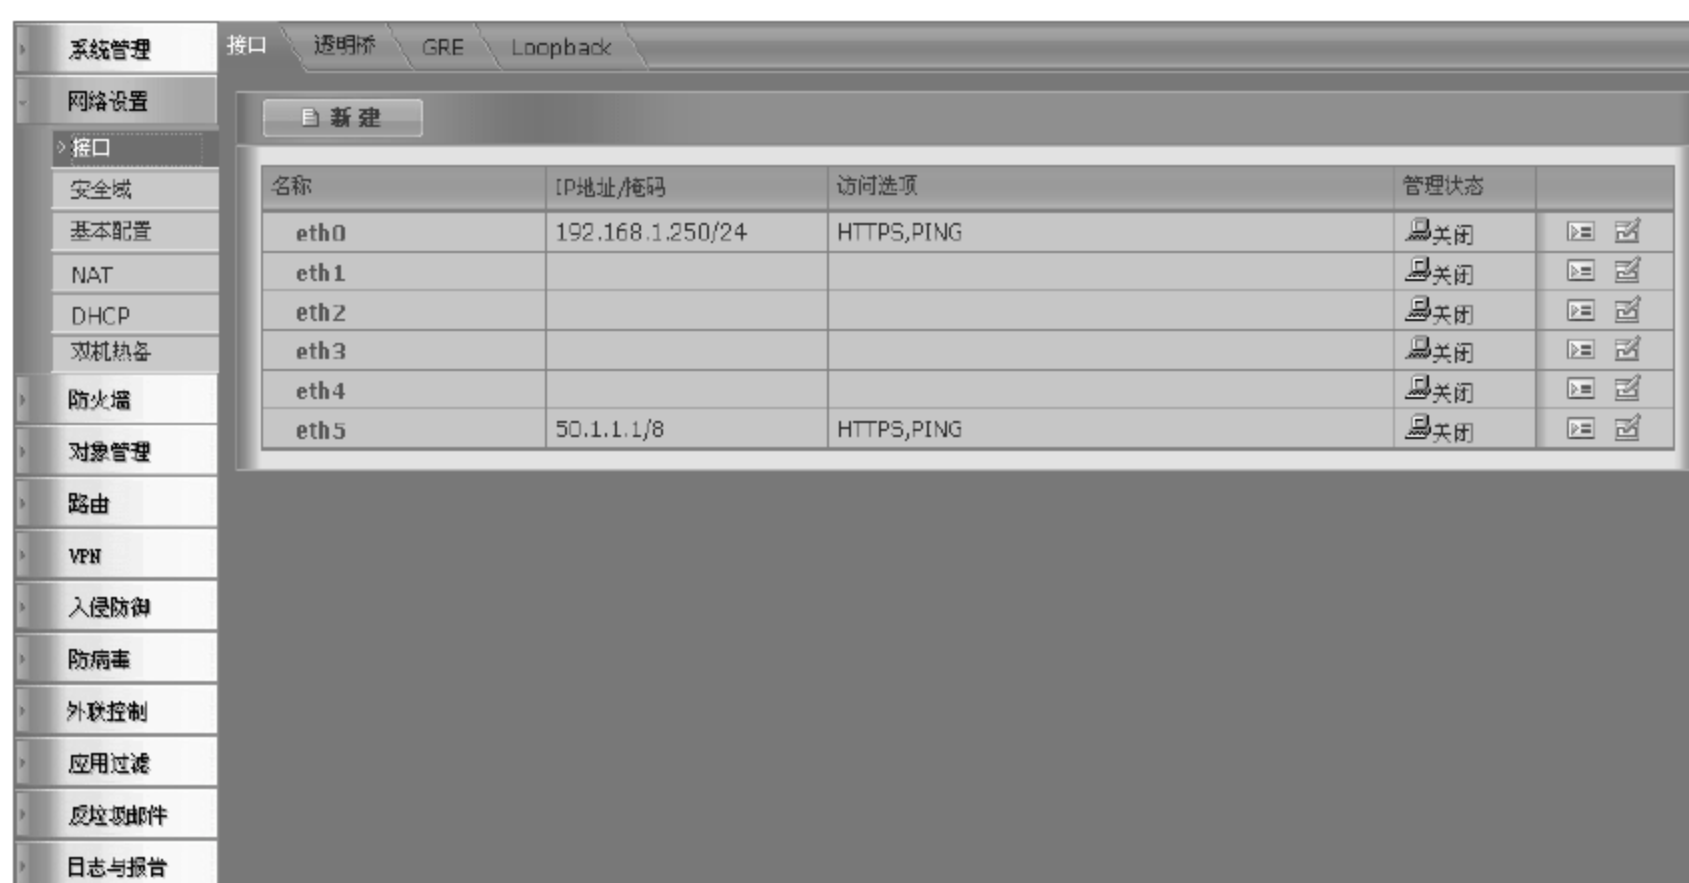 系统管理
网络设置
接口
安全域
基本配置
NAT
DHCP
双机热备
防火墙
对象管理
路由
VPN
入侵防御
防病毒
外联控制
应用过滤
反垃圾邮件
日志与报告
接口 透明桥 GRE Loopback
新建
名称 IP地址/掩码 访问选项 管理状态
eth0 192.168.1.250/24 HTTPS,PING 关闭
eth1 关闭
eth2 关闭
eth3 关闭
eth4 关闭
eth5 50.1.1.1/8 HTTPS,PING 关闭